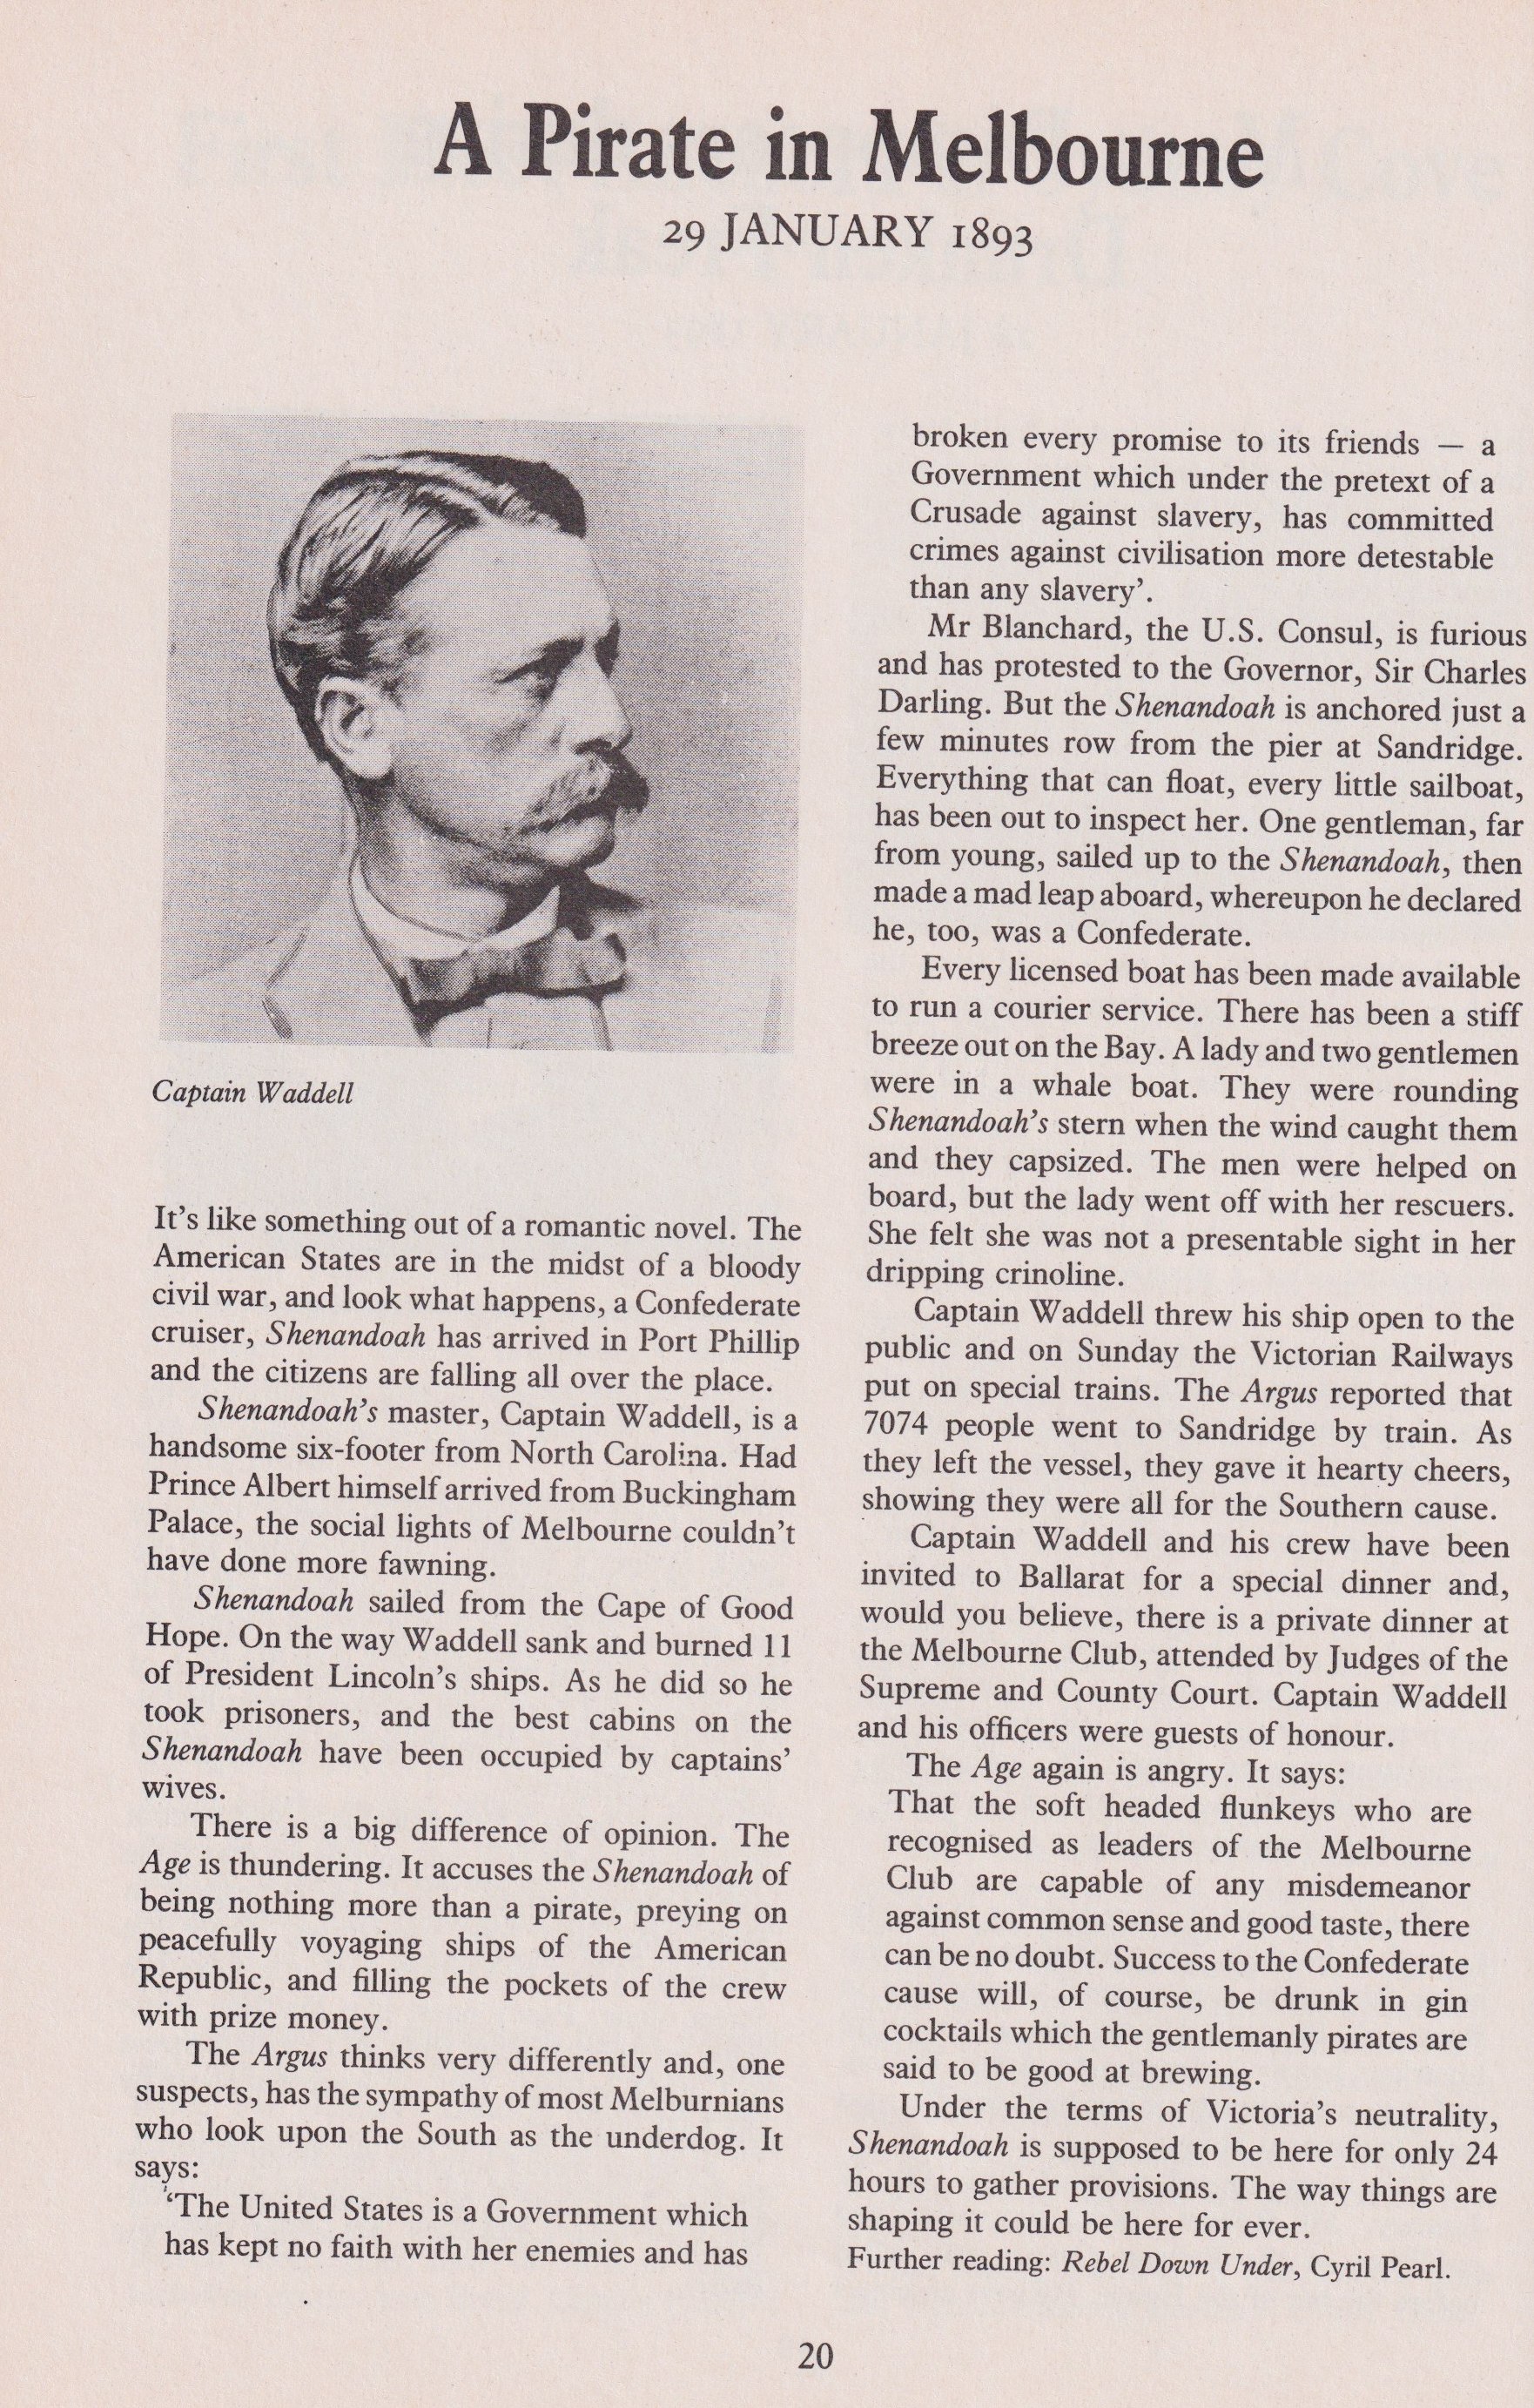 A Pirate in Melbourne
29 JANUARY 1893
Captain Waddell
It's like something out of a romantic novel. The
American States are in the midst of a bloody
civil war, and look what happens, a Confederate
cruiser, Shenandoah has arrived in Port Phillip
and the citizens are falling all over the place.
Shenandoah's master, Captain Waddell, is a
handsome six-footer from North Carolina. Had
Prince Albert himself arrived from Buckingham
Palace, the social lights of Melbourne couldn't
have done more fawning.
Shenandoah sailed from the Cape of Good
Hope. On the way Waddell sank and burned 11
of President Lincoln's ships. As he did so he
took prisoners, and the best cabins on the
Shenandoah have been occupied by captains'
wives.
There is a big difference of opinion. The
Age is thundering. It accuses the Shenandoah of
being nothing more than a pirate, preying on
peacefully voyaging ships of the American
Republic, and filling the pockets of the crew
with prize money.
The Argus thinks very differently and, one
suspects, has the sympathy of most Melburnians
who look upon the South as the underdog. It
says:
'The United States is a Government which
has kept no faith with her enemies and has
broken every promise to its friends — a
Government which under the pretext of a
Crusade against slavery, has committed
crimes against civilisation more detestable
than any slavery'.
Mr Blanchard, the U.S. Consul, is furious
and has protested to the Governor, Sir Charles
Darling. But the Shenandoah is anchored just a
few minutes row from the pier at Sandridge.
Everything that can float, every little sailboat,
has been out to inspect her. One gentleman, far
from young, sailed up to the Shenandoah, then
made a mad leap aboard, whereupon he declared
he, too, was a Confederate.
Every licensed boat has been made available
to run a courier service. There has been a stiff
breeze out on the Bay. A lady and two gentlemen
were in a whale boat. They were rounding
Shenandoah's stern when the wind caught them
and they capsized. The men were helped on
board, but the lady went off with her rescuers.
She felt she was not a presentable sight in her
dripping crinoline.
Captain Waddell threw his ship open to the
public and on Sunday the Victorian Railways
put on special trains. The Argus reported that
7074 people went to Sandridge by train. As
they left the vessel, they gave it hearty cheers,
showing they were all for the Southern cause.
Captain Waddell and his crew have been
invited to Ballarat for a special dinner and,
would you believe, there is a private dinner at
the Melbourne Club, attended by Judges of the
Supreme and County Court. Captain Waddell
and his officers were guests of honour.
The Age again is angry. It says:
That the soft headed flunkeys who are
recognised as leaders of the Melbourne
Club are capable of any misdemeanor
against common sense and good taste, there
can be no doubt. Success to the Confederate
cause will, of course, be drunk in gin
cocktails which the gentlemanly pirates are
said to be good at brewing.
Under the terms of Victoria's neutrality,
Shenandoah is supposed to be here for only 24
hours to gather provisions. The way things are
shaping it could be here for ever.
Further reading: Rebel Down Under, Cyril Pearl.
20